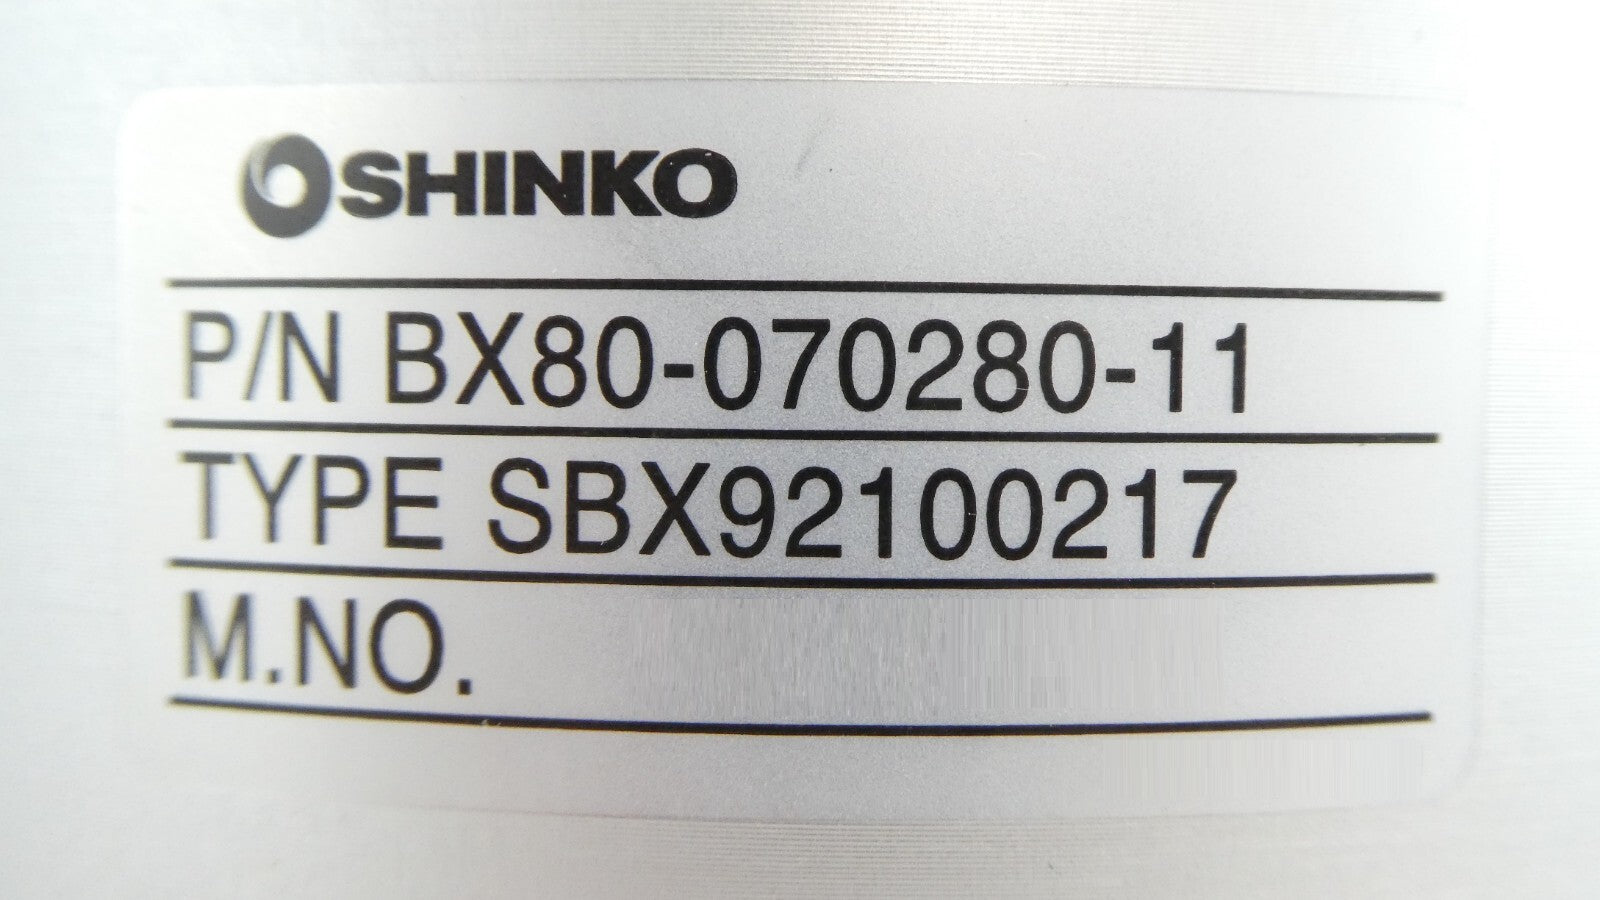 SHINKO
P/N BX80-070280-11
TYPE SBX92100217
M.NO.